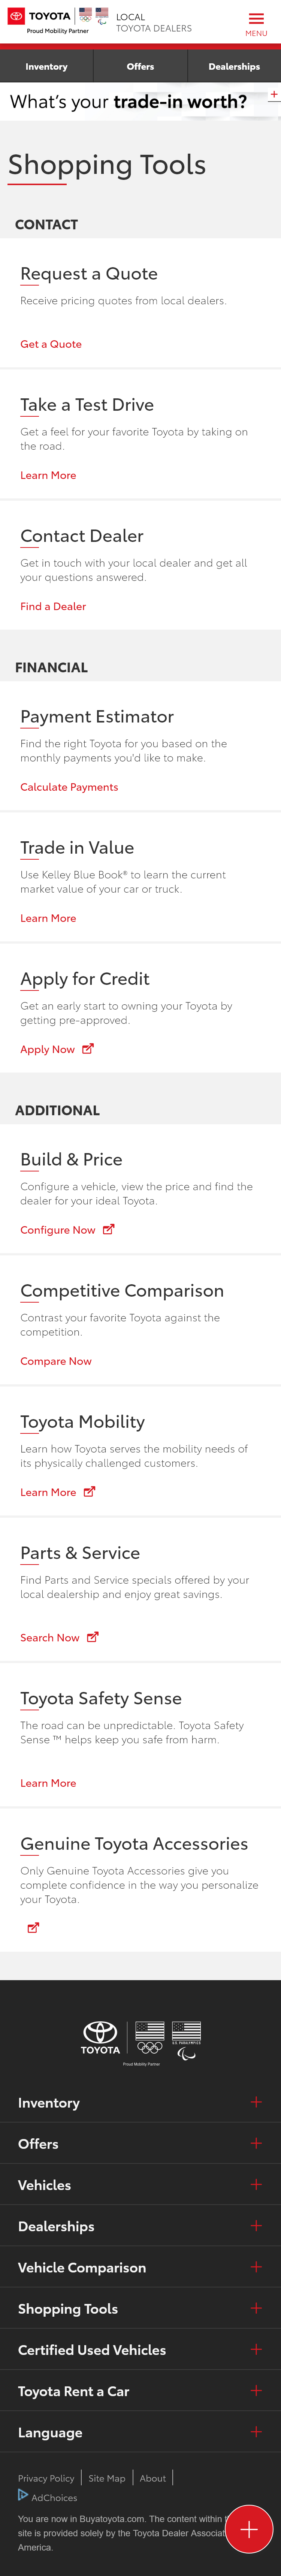 TOYOTA
Proud Mobility Partner
LOCAL
TOYOTA DEALERS
MENU
Inventory
Offers
Dealerships
What's your trade-in worth?
Shopping Tools
CONTACT
Request a Quote
Receive pricing quotes from local dealers.
Get a Quote
Take a Test Drive
Get a feel for your favorite Toyota by taking on
the road.
Learn More
Contact Dealer
Get in touch with your local dealer and get all
your questions answered.
Find a Dealer
FINANCIAL
Payment Estimator
Find the right Toyota for you based on the
monthly payments you'd like to make.
Calculate Payments
Trade in Value
Use Kelley Blue Book® to learn the current
market value of your car or truck.
Learn More
Apply for Credit
Get an early start to owning your Toyota by
getting pre-approved.
Apply Now
ADDITIONAL
Build & Price
Configure a vehicle, view the price and find the
dealer for your ideal Toyota.
Configure Now
Competitive Comparison
Contrast your favorite Toyota against the
competition.
Compare Now
Toyota Mobility
Learn how Toyota serves the mobility needs of
its physically challenged customers.
Learn More
Parts & Service
Find Parts and Service specials offered by your
local dealership and enjoy great savings.
Search Now
Toyota Safety Sense
The road can be unpredictable. Toyota Safety
Sense ™ helps keep you safe from harm.
Learn More
Genuine Toyota Accessories
Only Genuine Toyota Accessories give you
complete confidence in the way you personalize
your Toyota.
TOYOTA
U.S. PARALYMPICS
Proud Mobility Partner
Inventory
Offers
Vehicles
Dealerships
Vehicle Comparison
Shopping Tools
Certified Used Vehicles
Toyota Rent a Car
Language
Privacy Policy
Site Map
About
AdChoices
You are now in Buyatoyota.com. The content within
site is provided solely by the Toyota Dealer
America.